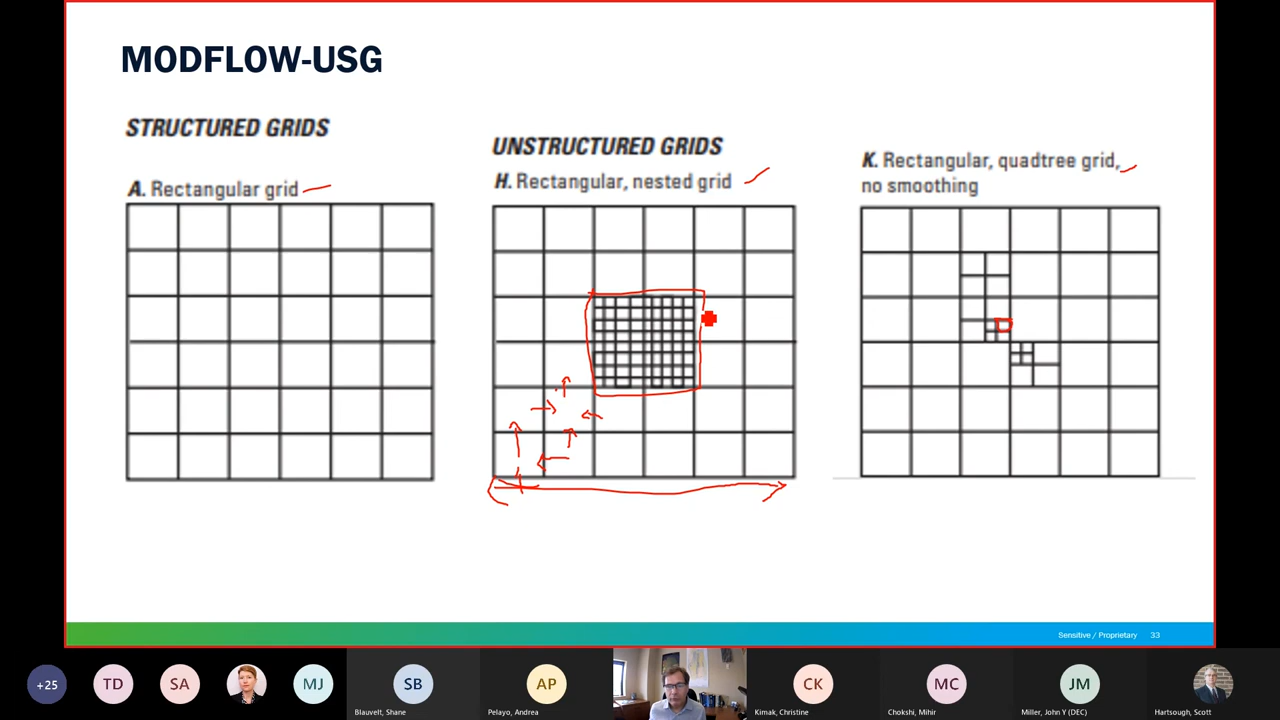 MODFLOW-USG
STRUCTURED GRIDS
A. Rectangular grid
UNSTRUCTURED GRIDS
H. Rectangular, nested grid
K. Rectangular, quadtree grid,
no smoothing
Sensitive / Proprietary 33
+25
TD
SA
MJ
SB
Blauvelt, Shane
AP
Pelayo, Andrea
CK
Kimak, Christine
MC
Chokshi, Mihir
JM
Miller, John Y (DEC)
Hartsough, Scott